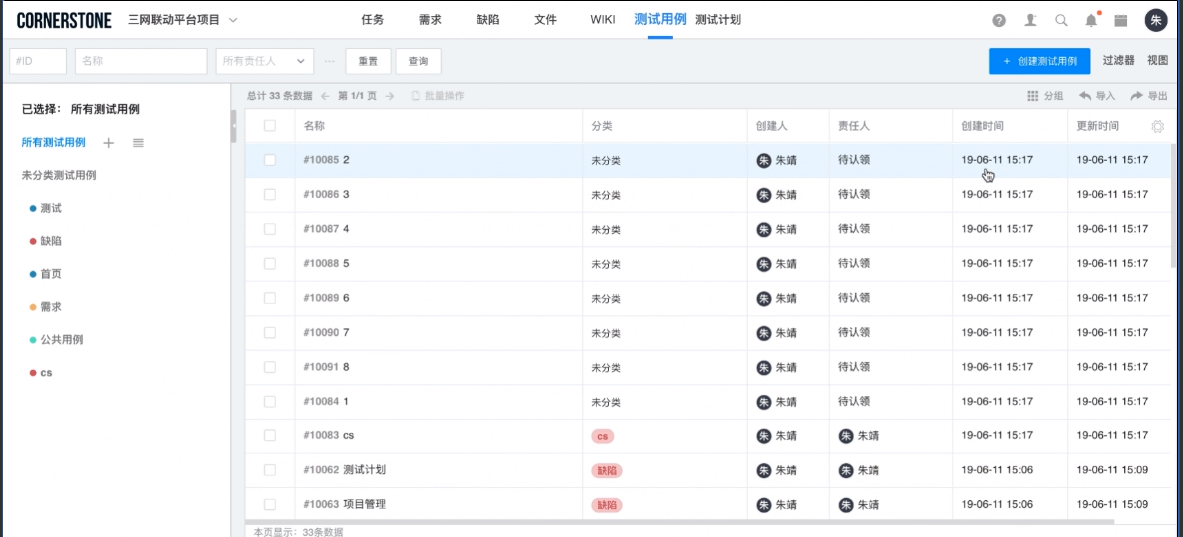 CORNERSTONE 三网联动平台项目 任务 需求 缺陷 文件 WIKI 测试用例 测试计划 朱
#ID 名称 所有责任人 ... 重置 查询 + 创建测试用例 过滤器 视图
已选择： 所有测试用例
所有测试用例
未分类测试用例
测试
缺陷
首页
需求
公共用例
cs
总计 33 条数据 ← 第 1/1 页 → 批量操作 分组 导入 导出
名称 分类 创建人 责任人 创建时间 更新时间
#10085 2 未分类 朱 朱靖 待认领 19-06-11 15:17 19-06-11 15:17
#10086 3 未分类 朱 朱靖 待认领 19-06-11 15:17 19-06-11 15:17
#10087 4 未分类 朱 朱靖 待认领 19-06-11 15:17 19-06-11 15:17
#10088 5 未分类 朱 朱靖 待认领 19-06-11 15:17 19-06-11 15:17
#10089 6 未分类 朱 朱靖 待认领 19-06-11 15:17 19-06-11 15:17
#10090 7 未分类 朱 朱靖 待认领 19-06-11 15:17 19-06-11 15:17
#10091 8 未分类 朱 朱靖 待认领 19-06-11 15:17 19-06-11 15:17
#10084 1 未分类 朱 朱靖 待认领 19-06-11 15:17 19-06-11 15:17
#10083 cs cs 朱 朱靖 朱 朱靖 19-06-11 15:17 19-06-11 15:17
#10062 测试计划 缺陷 朱 朱靖 朱 朱靖 19-06-11 15:06 19-06-11 15:09
#10063 项目管理 缺陷 朱 朱靖 朱 朱靖 19-06-11 15:06 19-06-11 15:09
本页显示： 33条数据